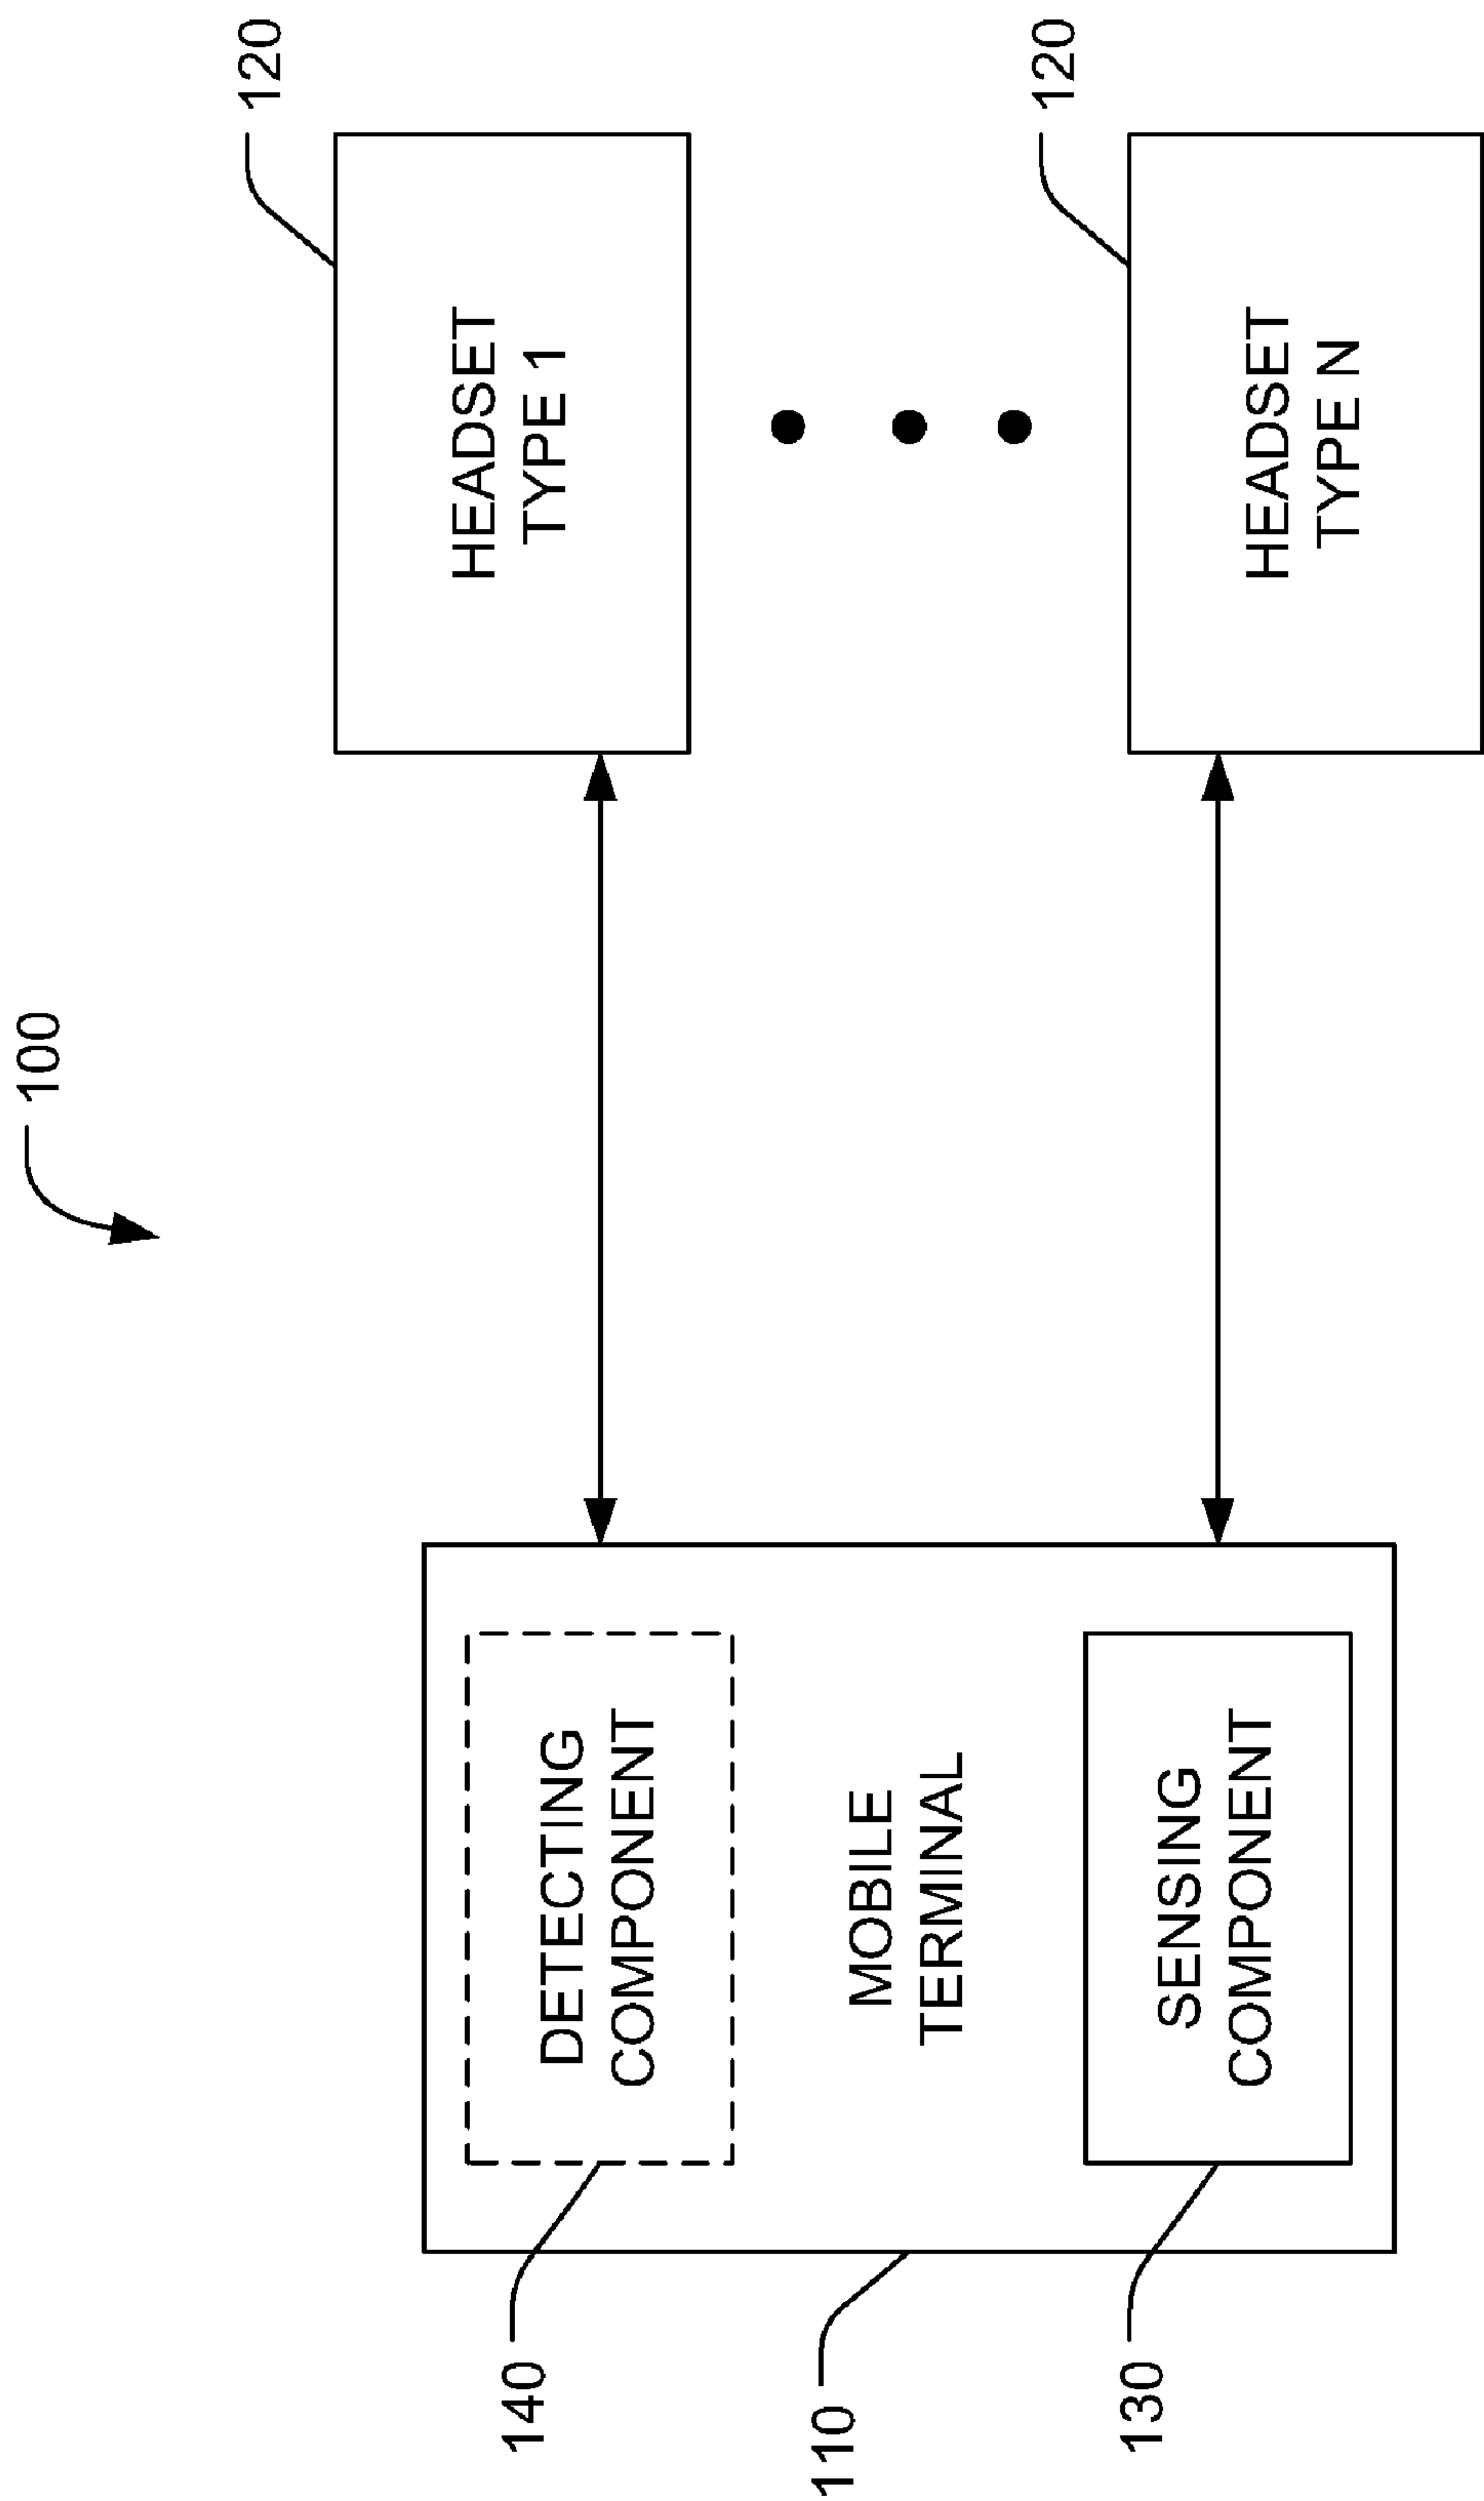 100
120
HEADSET
TYPE 1
140
DETECTING
COMPONENT
110
MOBILE
TERMINAL
130
SENSING
COMPONENT
120
HEADSET
TYPE N